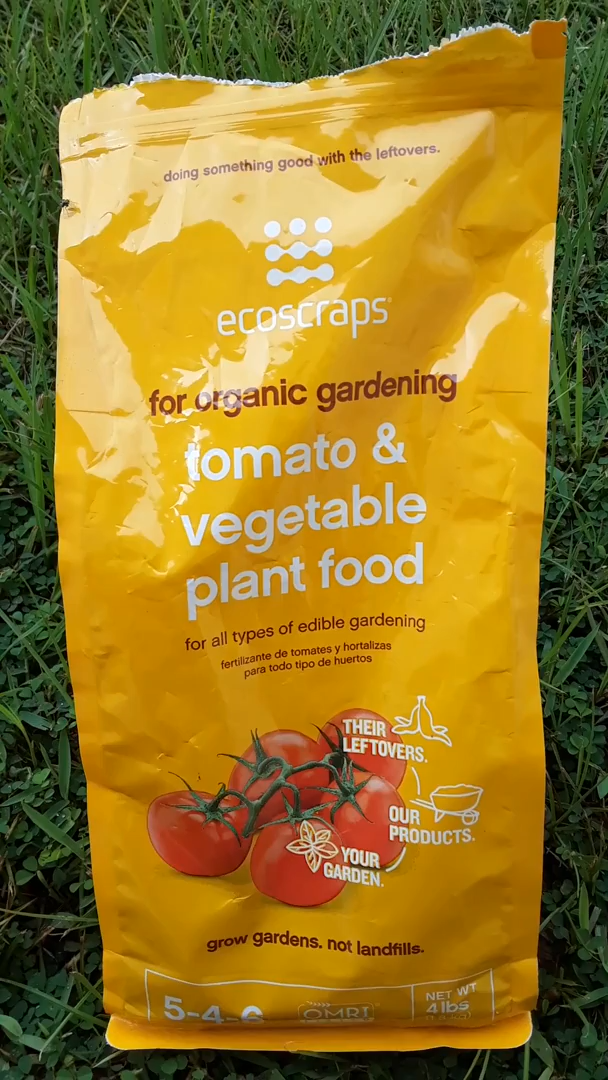 doing something good with the leftovers.
ecoscraps
for organic gardening
tomato &
vegetable
plant food
for all types of edible gardening
fertilizante de tomates y hortalizas
para todo tipo de huertos
THEIR
LEFTOVERS.
OUR
PRODUCTS.
YOUR
GARDEN.
grow gardens. not landfills.
5-4-6
OMRI
NET WT
4lbs